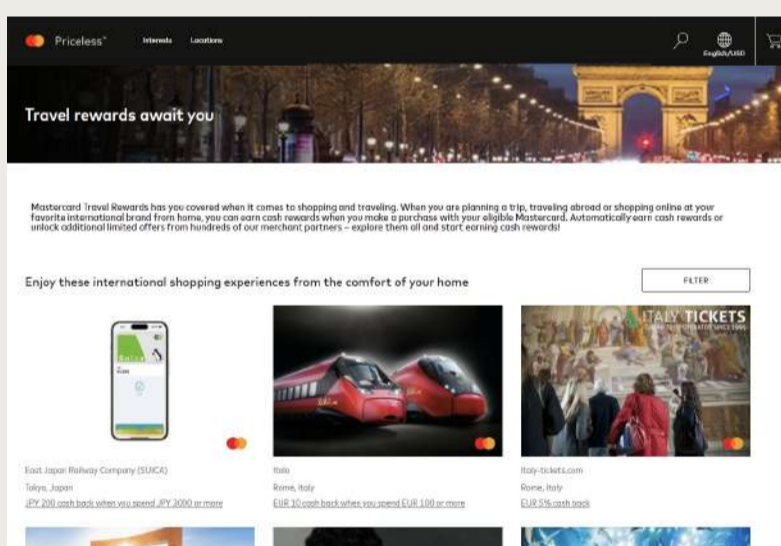 Priceless™
Interests
Locations
English/USD
Travel rewards await you
Mastercard Travel Rewards has you covered when it comes to shopping and traveling. When you are planning a trip, traveling abroad or shopping online at your
favorite international brand from home, you can earn cash rewards when you make a purchase with your eligible Mastercard. Automatically earn cash rewards or
unlock additional limited offers from hundreds of our merchant partners – explore them all and start earning cash rewards!
Enjoy these international shopping experiences from the comfort of your home
FILTER
Suica
ITALY TICKETS
East Japan Railway Company (SUICA)
Tokyo, Japan
JPY 200 cash back when you spend JPY 2000 or more
Italo
Rome, Italy
EUR 10 cash back when you spend EUR 100 or more
Italy-tickets.com
Rome, Italy
EUR 5% cash back